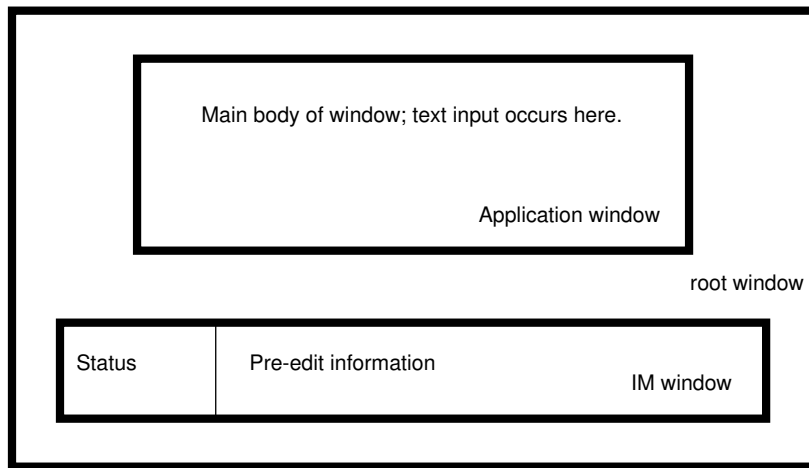 Main body of window; text input occurs here.
Application window
root window
Status
Pre-edit information
IM window